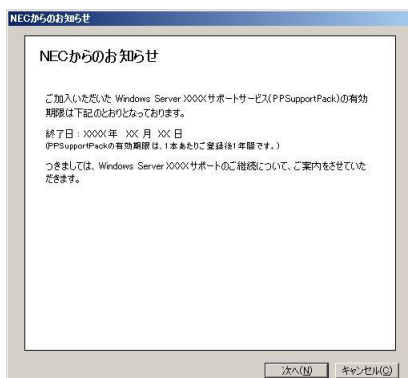 NECからのお知らせ
NECからのお知らせ
ご加入いただいた Windows Server XXXXサポートサービス(PPSupportPack)の有効
期限は下記のとおりとなっております。
終了日：XXXX年 XX 月 XX 日
(PPSupportPackの有効期限は、1本あたりご登録後1年間です。)
つきましては、Windows Server XXXXサポートのご継続について、ご案内をさせていた
だきます。
次へ(N) キャンセル(C)